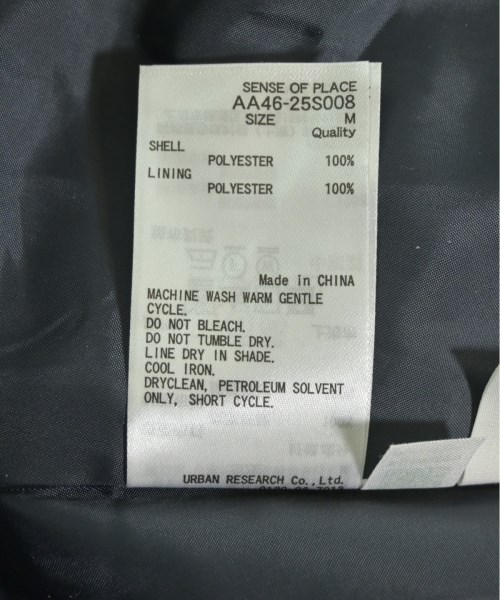 SENSE OF PLACE
AA46-25S008
SIZE M
Quality
SHELL
POLYESTER 100%
LINING
POLYESTER 100%
Made in CHINA
MACHINE WASH WARM GENTLE
CYCLE.
DO NOT BLEACH.
DO NOT TUMBLE DRY.
LINE DRY IN SHADE.
COOL IRON.
DRYCLEAN, PETROLEUM SOLVENT
ONLY, SHORT CYCLE.
URBAN RESEARCH Co., Ltd.